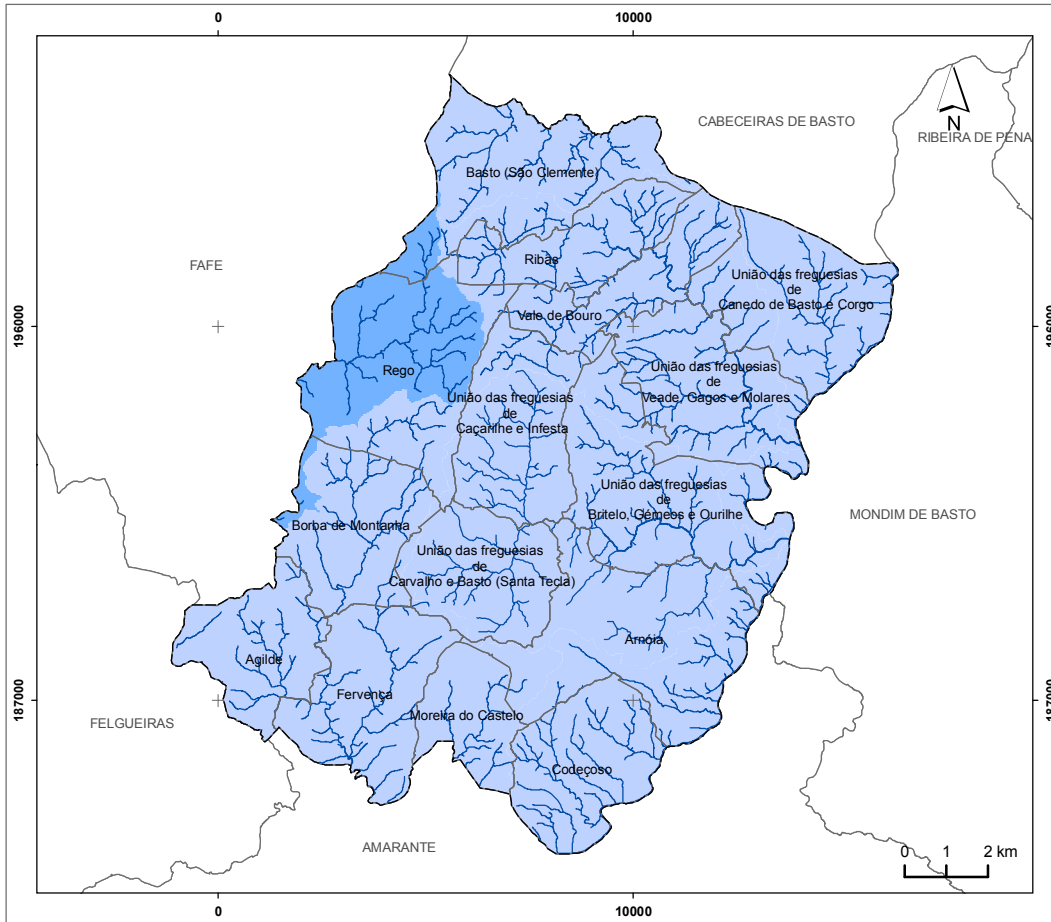 0
10000
CABECEIRAS DE BASTO
N
RIBEIRA DE PENA
Basto (São Clemente)
FAFE
Ribas
União das freguesias
de
Canedo de Basto e Corgo
196000
Vale de Bouro
196000
Rego
União das freguesias
de
Veade, Gagos e Molares
União das freguesias
de
Caçarilhe e Infesta
União das freguesias
de
Britelo, Gémeos e Ourilhe
MONDIM DE BASTO
Borba de Montanha
União das freguesias
de
Carvalho e Basto (Santa Tecla)
Arnóia
Agilde
Fervença
187000
187000
Moreira do Castelo
FELGUEIRAS
Codeçoso
AMARANTE
0 1 2 km
0
10000